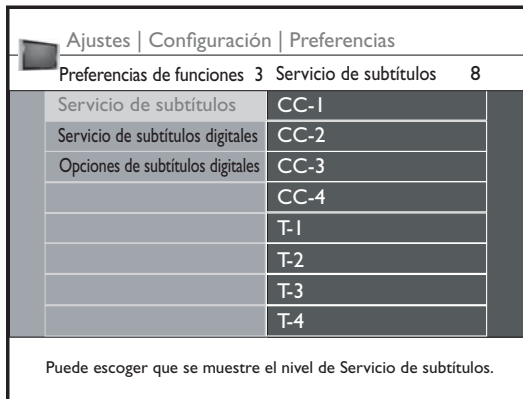 Ajustes | Configuración | Preferencias
Preferencias de funciones 3 Servicio de subtítulos 8
Servicio de subtítulos CC-1
Servicio de subtítulos digitales CC-2
Opciones de subtítulos digitales CC-3
CC-4
T-1
T-2
T-3
T-4
Puede escoger que se muestre el nivel de Servicio de subtítulos.